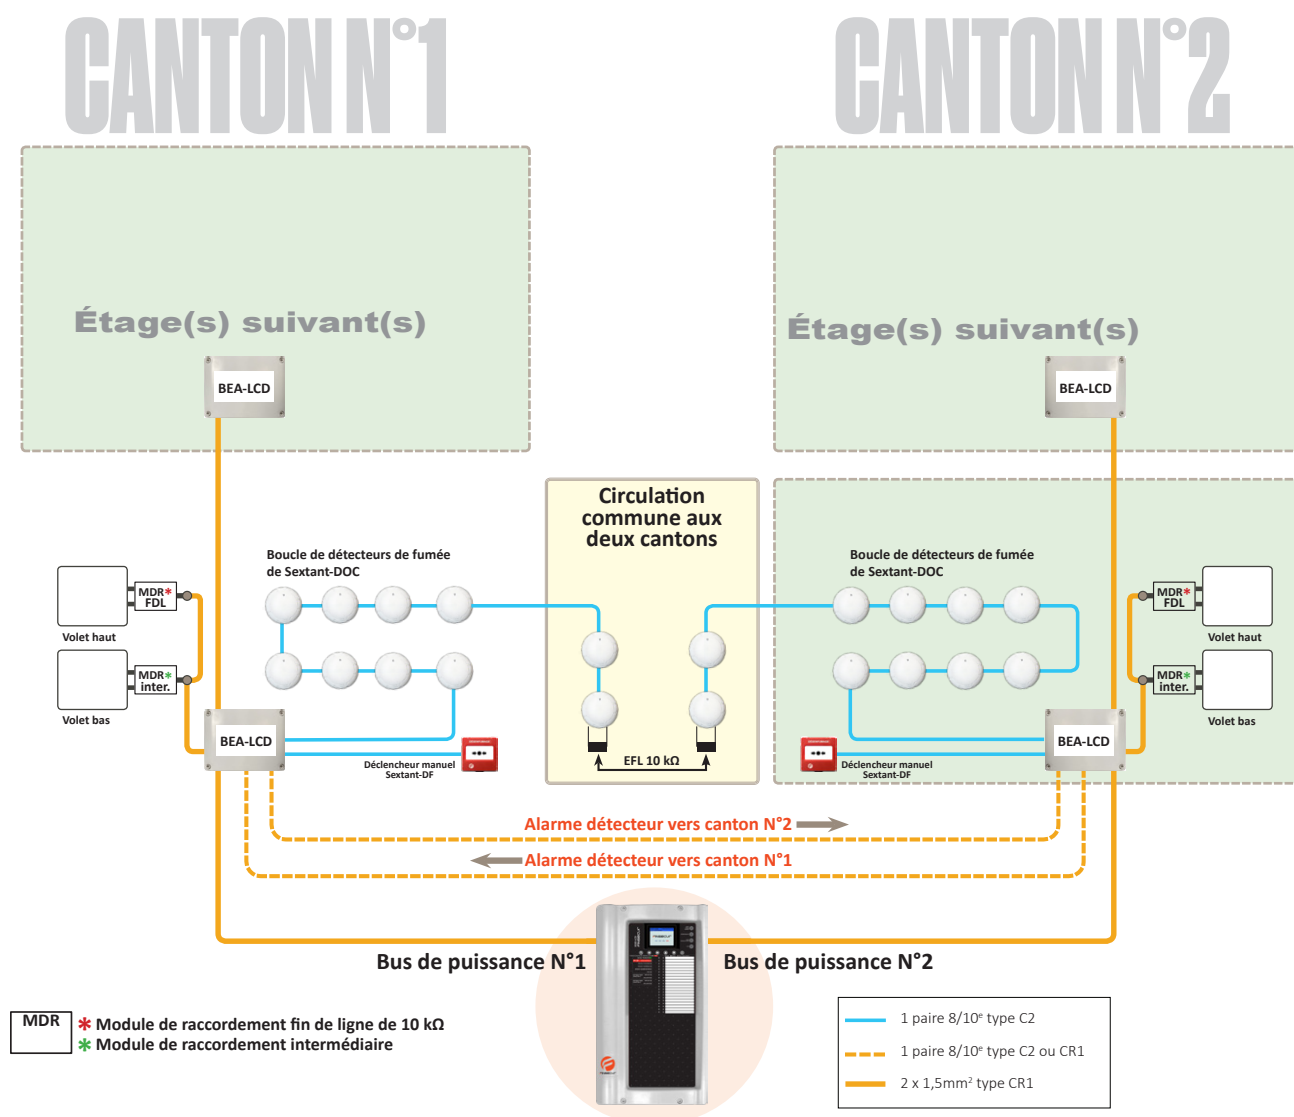 CANTON N°1
CANTON N°2
Étage(s) suivant(s)
Étage(s) suivant(s)
BEA-LCD
BEA-LCD
Circulation
commune aux
deux cantons
Boucle de détecteurs de fumée
de Sextant-DOC
Boucle de détecteurs de fumée
de Sextant-DOC
MDR*
FDL
Volet haut
MDR*
FDL
Volet haut
MDR*
inter.
Volet bas
MDR*
inter.
Volet bas
BEA-LCD
BEA-LCD
Déclencheur manuel
Sextant-DF
EFL 10 kΩ
Déclencheur manuel
Sextant-DF
Alarme détecteur vers canton N°2
Alarme détecteur vers canton N°1
Bus de puissance N°1
Bus de puissance N°2
MDR
* Module de raccordement fin de ligne de 10 kΩ
* Module de raccordement intermédiaire
1 paire 8/10e type C2
1 paire 8/10e type C2 ou CR1
2 x 1,5mm² type CR1